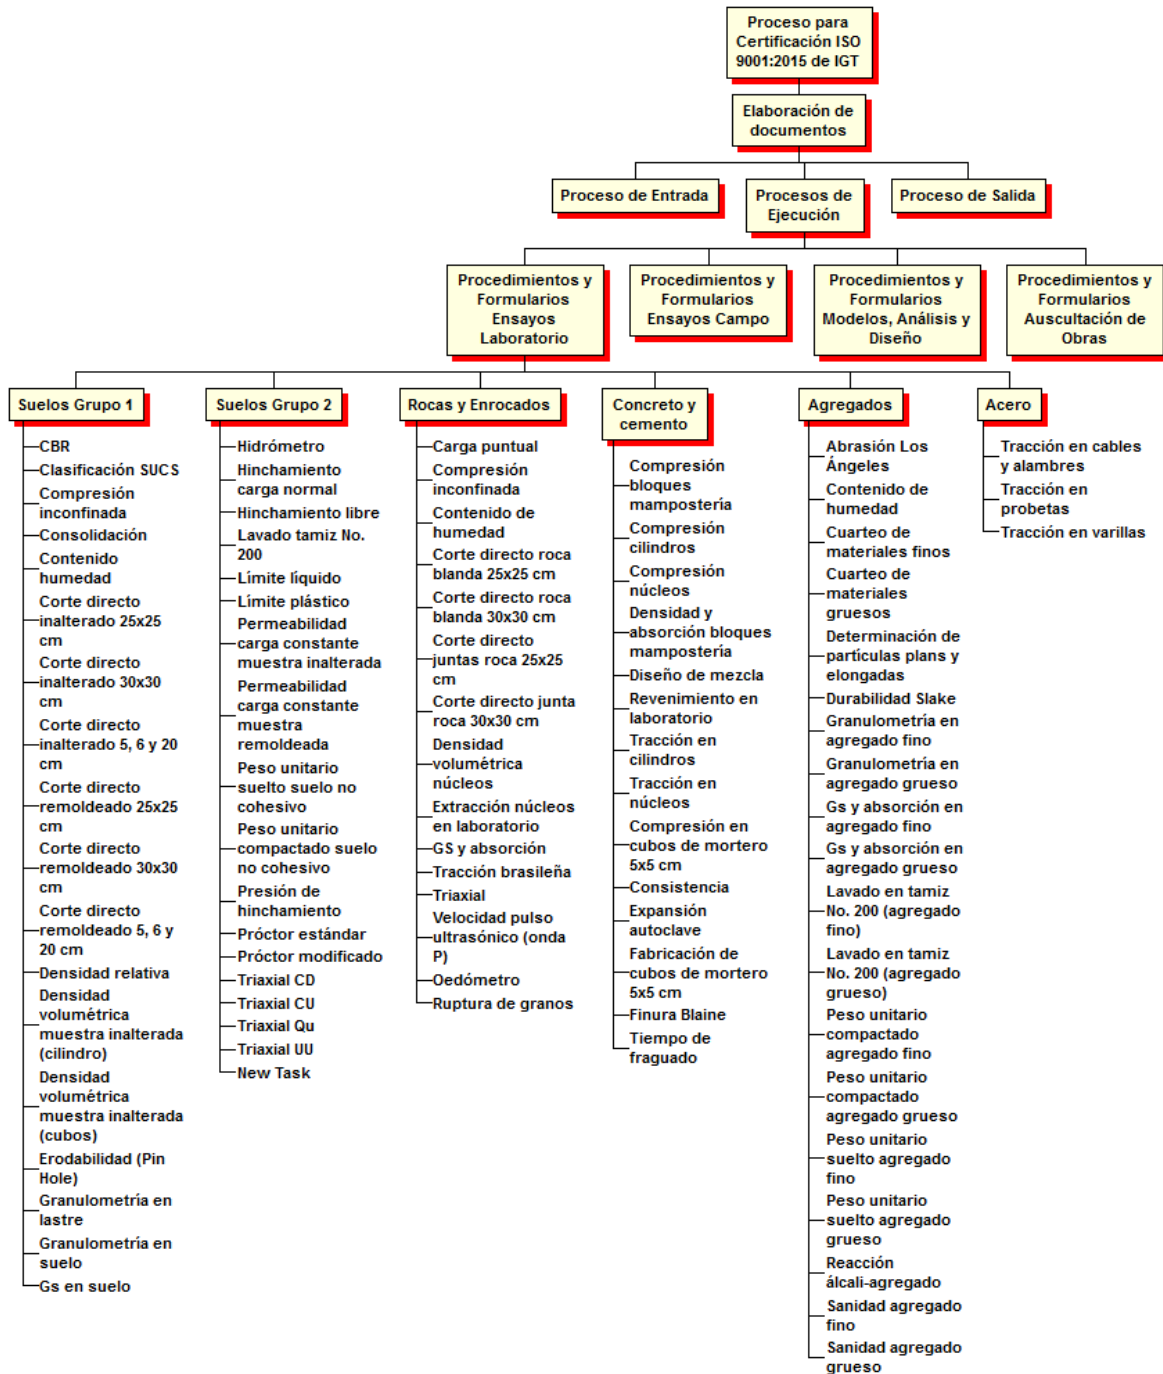 Proceso para
Certificación ISO
9001:2015 de IGT
Elaboración de
documentos
Proceso de Entrada
Procesos de
Ejecución
Proceso de Salida
Procedimientos y
Formularios
Ensayos
Laboratorio
Procedimientos y
Formularios
Ensayos Campo
Procedimientos y
Formularios
Modelos, Análisis y
Diseño
Procedimientos y
Formularios
Auscultación de
Obras
Suelos Grupo 1
CBR
Clasificación SUCS
Compresión
inconfinada
Consolidación
Contenido
humedad
Corte directo
inalterado 25x25
cm
Corte directo
inalterado 30x30
cm
Corte directo
inalterado 5, 6 y 20
cm
Corte directo
remoldeado 25x25
cm
Corte directo
remoldeado 30x30
cm
Corte directo
remoldeado 5, 6 y
20 cm
Densidad relativa
Densidad
volumétrica
muestra inalterada
(cilindro)
Densidad
volumétrica
muestra inalterada
(cubos)
Erodabilidad (Pin
Hole)
Granulometría en
lastre
Granulometría en
suelo
Gs en suelo
Suelos Grupo 2
Hidrómetro
Hinchamiento
carga normal
Hinchamiento libre
Lavado tamiz No.
200
Límite líquido
Límite plástico
Permeabilidad
carga constante
muestra inalterada
Permeabilidad
carga constante
muestra
remoldeada
Peso unitario
suelto suelo no
cohesivo
Peso unitario
compactado suelo
no cohesivo
Presión de
hinchamiento
Próctor estándar
Próctor modificado
Triaxial CD
Triaxial CU
Triaxial Qu
Triaxial UU
New Task
Rocas y Enrocados
Carga puntual
Compresión
inconfinada
Contenido de
humedad
Corte directo roca
blanda 25x25 cm
Corte directo roca
blanda 30x30 cm
Corte directo
juntas roca 25x25
cm
Corte directo junta
roca 30x30 cm
Densidad
volumétrica
núcleos
Extracción núcleos
en laboratorio
GS y absorción
Tracción brasileña
Triaxial
Velocidad pulso
ultrasónico (onda
P)
Oedómetro
Ruptura de granos
Concreto y
cemento
Compresión
bloques
mampostería
Compresión
cilindros
Compresión
núcleos
Densidad y
absorción bloques
mampostería
Diseño de mezcla
Revenimiento en
laboratorio
Tracción en
cilindros
Tracción en
núcleos
Compresión en
cubos de mortero
5x5 cm
Consistencia
Expansión
autoclave
Fabricación de
cubos de mortero
5x5 cm
Finura Blaine
Tiempo de
fraguado
Agregados
Abrasión Los
Ángeles
Contenido de
humedad
Cuarteo de
materiales finos
Cuarteo de
materiales
gruesos
Determinación de
partículas plans y
elongadas
Durabilidad Slake
Granulometría en
agregado fino
Granulometría en
agregado grueso
Gs y absorción en
agregado fino
Gs y absorción en
agregado grueso
Lavado en tamiz
No. 200 (agregado
fino)
Lavado en tamiz
No. 200 (agregado
grueso)
Peso unitario
compactado
agregado fino
Peso unitario
compactado
agregado grueso
Peso unitario
suelto agregado
fino
Peso unitario
suelto agregado
grueso
Reacción
álcali-agregado
Sanidad agregado
fino
Sanidad agregado
grueso
Acero
Tracción en cables
y alambres
Tracción en
probetas
Tracción en varillas